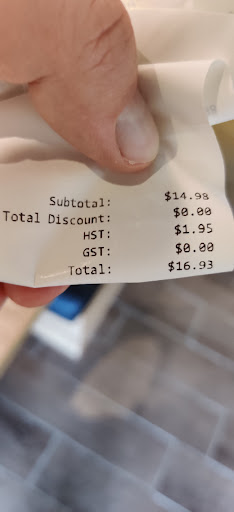 Subtotal: $14.98
Total Discount: $0.00
HST: $1.95
GST: $0.00
Total: $16.93